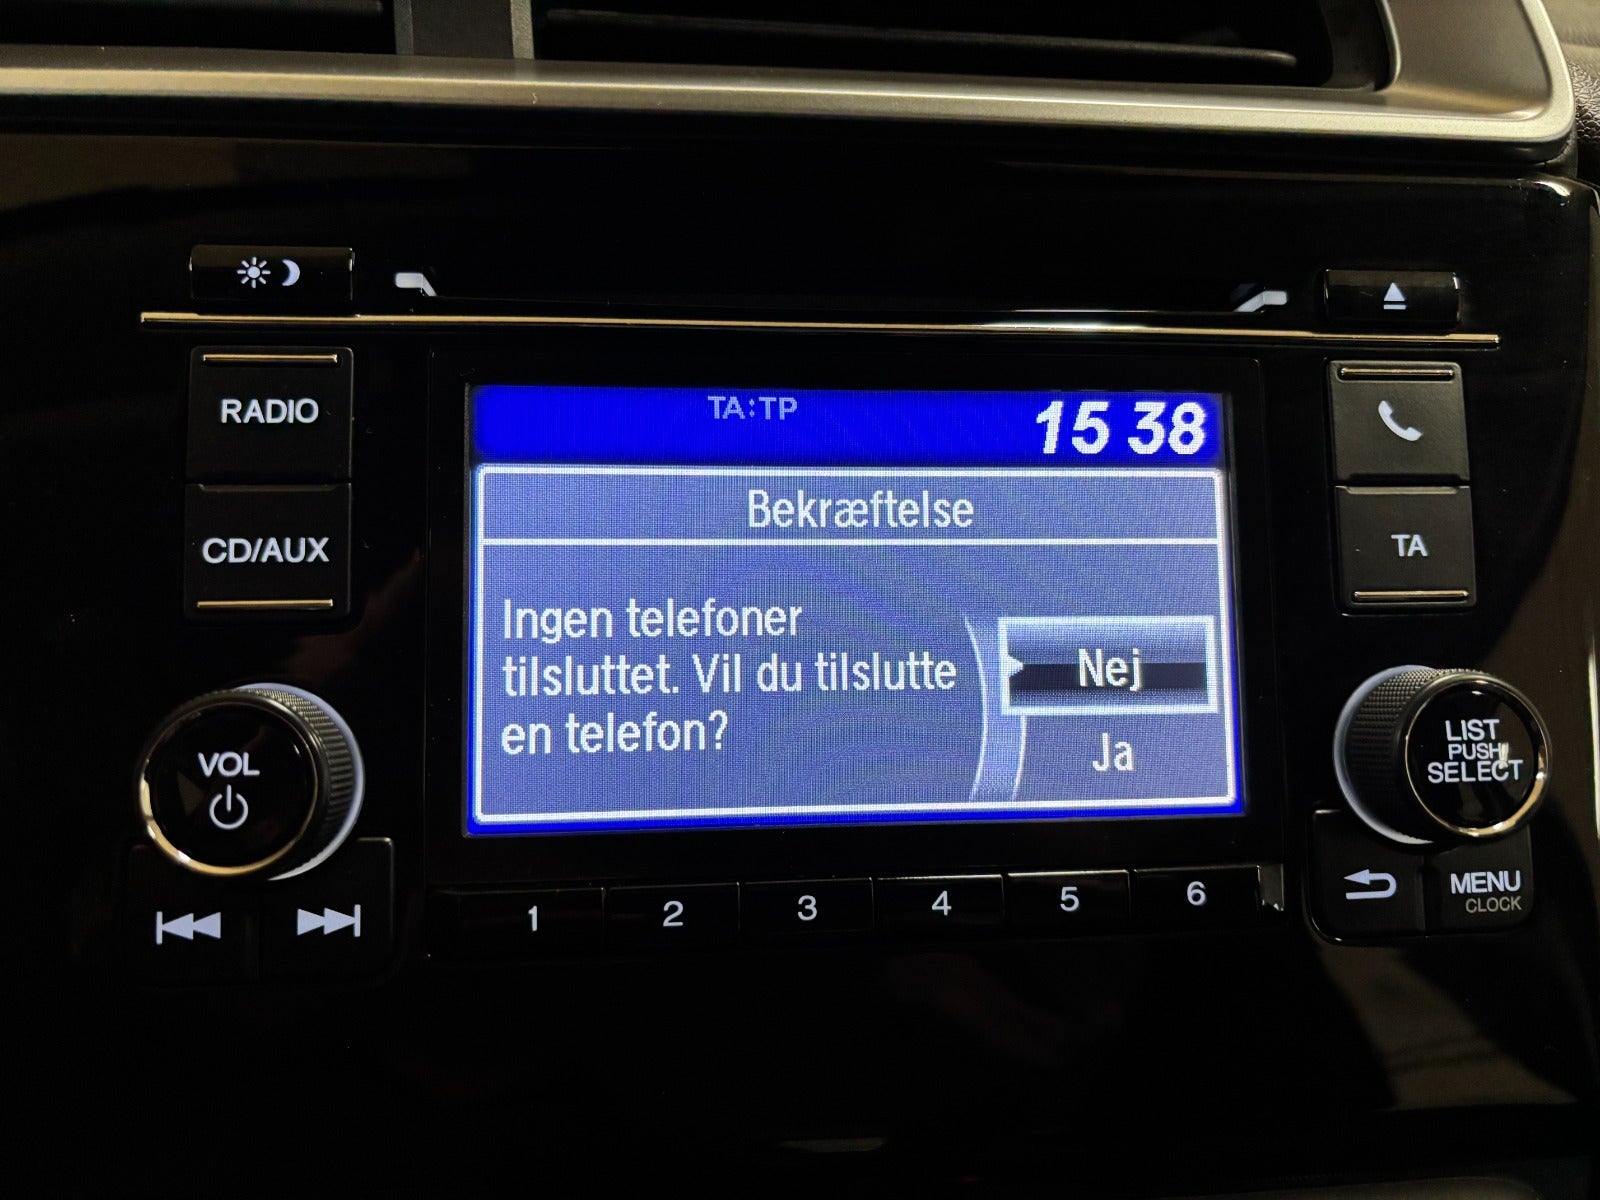 RADIO
CD/AUX
VOL
TA:TP
15 38
Bekræftelse
Ingen telefoner
tilsluttet. Vil du tilslutte
en telefon?
Nej
Ja
1 2 3 4 5 6
TA
LIST
PUSH
SELECT
MENU
CLOCK